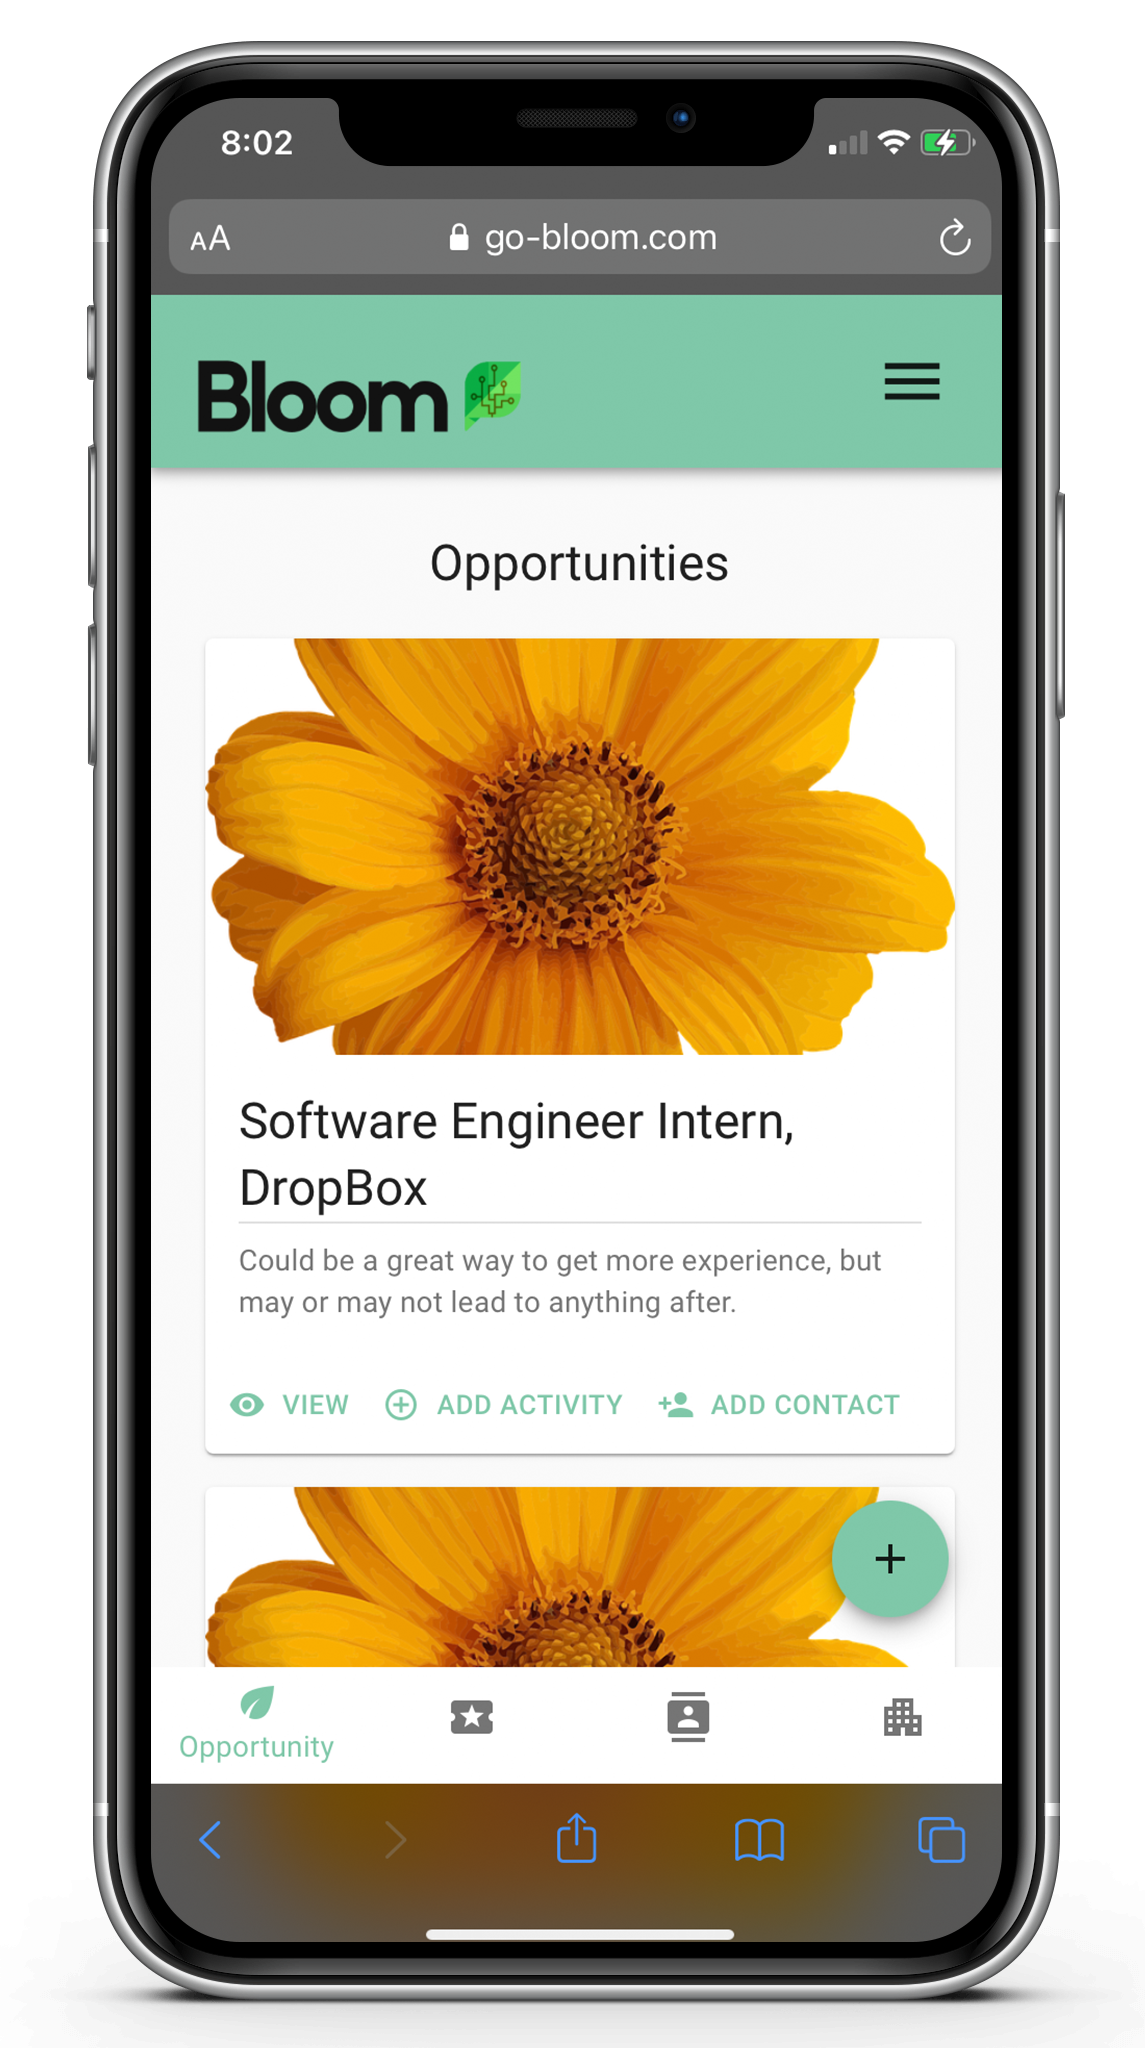 8:02
AA go-bloom.com
Bloom
Opportunities
Software Engineer Intern,
DropBox
Could be a great way to get more experience, but
may or may not lead to anything after.
VIEW ADD ACTIVITY ADD CONTACT
Opportunity